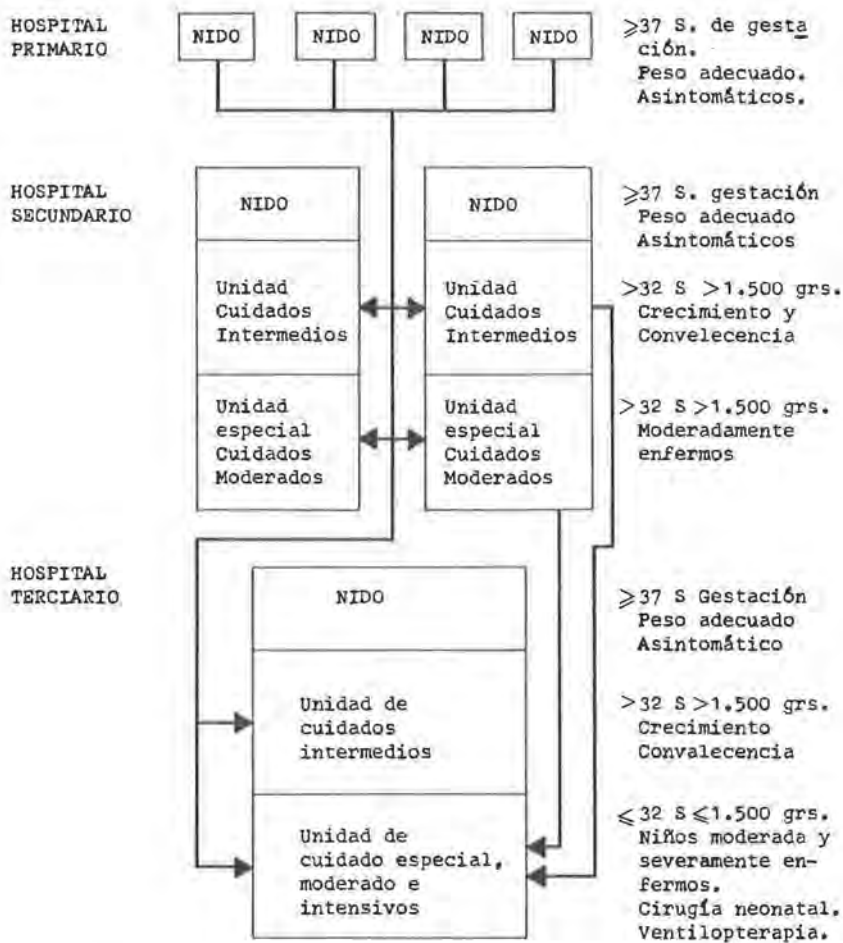 HOSPITAL
PRIMARIO
NIDO
NIDO
NIDO
NIDO
⩾37 S. de gesta
ción.
Peso adecuado.
Asintomáticos.
HOSPITAL
SECUNDARIO
NIDO
NIDO
⩾37 S. gestación
Peso adecuado
Asintomáticos
Unidad
Cuidados
Intermedios
Unidad
Cuidados
Intermedios
>32 S >1.500 grs.
Crecimiento y
Convelecencia
Unidad
especial
Cuidados
Moderados
Unidad
especial
Cuidados
Moderados
>32 S >1.500 grs.
Moderadamente
enfermos
HOSPITAL
TERCIARIO
NIDO
⩾37 S Gestación
Peso adecuado
Asintomático
Unidad de
cuidados
intermedios
>32 S >1.500 grs.
Crecimiento
Convalecencia
Unidad de
cuidado especial,
moderado e
intensivos
⩽32 S ⩽1.500 grs.
Niños moderada y
severamente en-
fermos.
Cirugía neonatal.
Ventilopterapia.